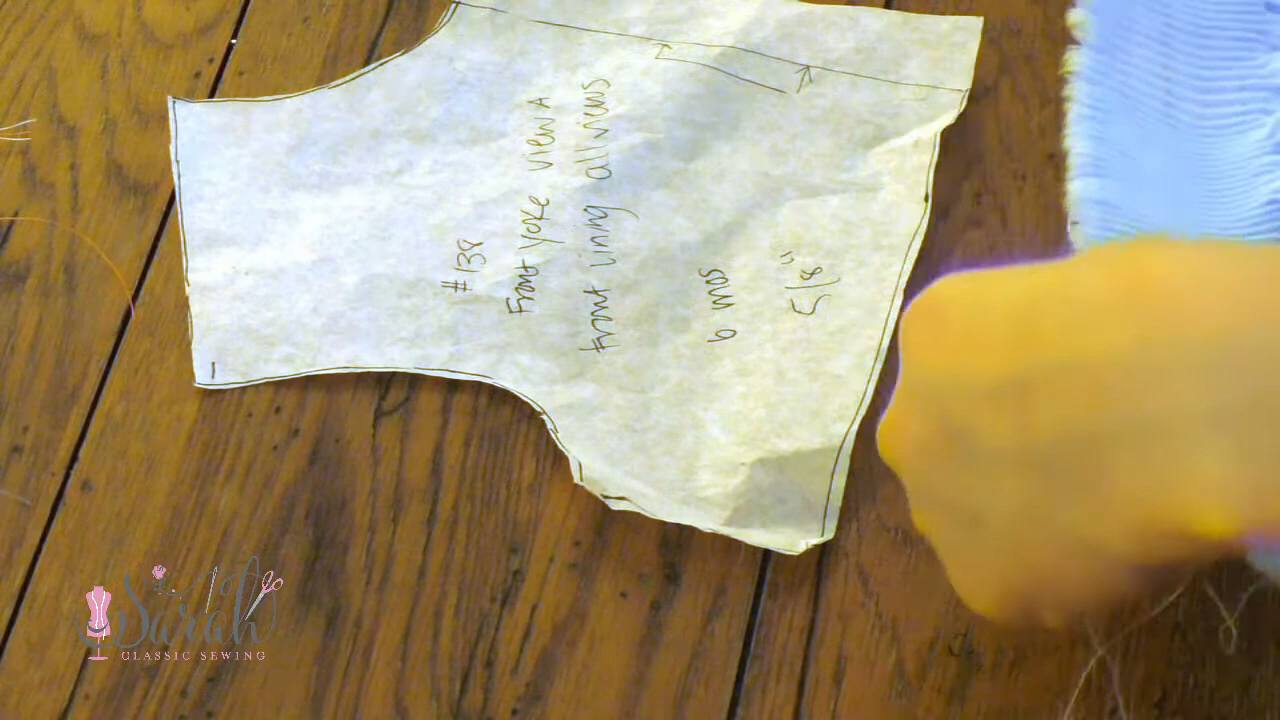 #138
Front Yoke View A
Front Lining all views
6 mos
5/8"
Sarah
CLASSIC SEWING